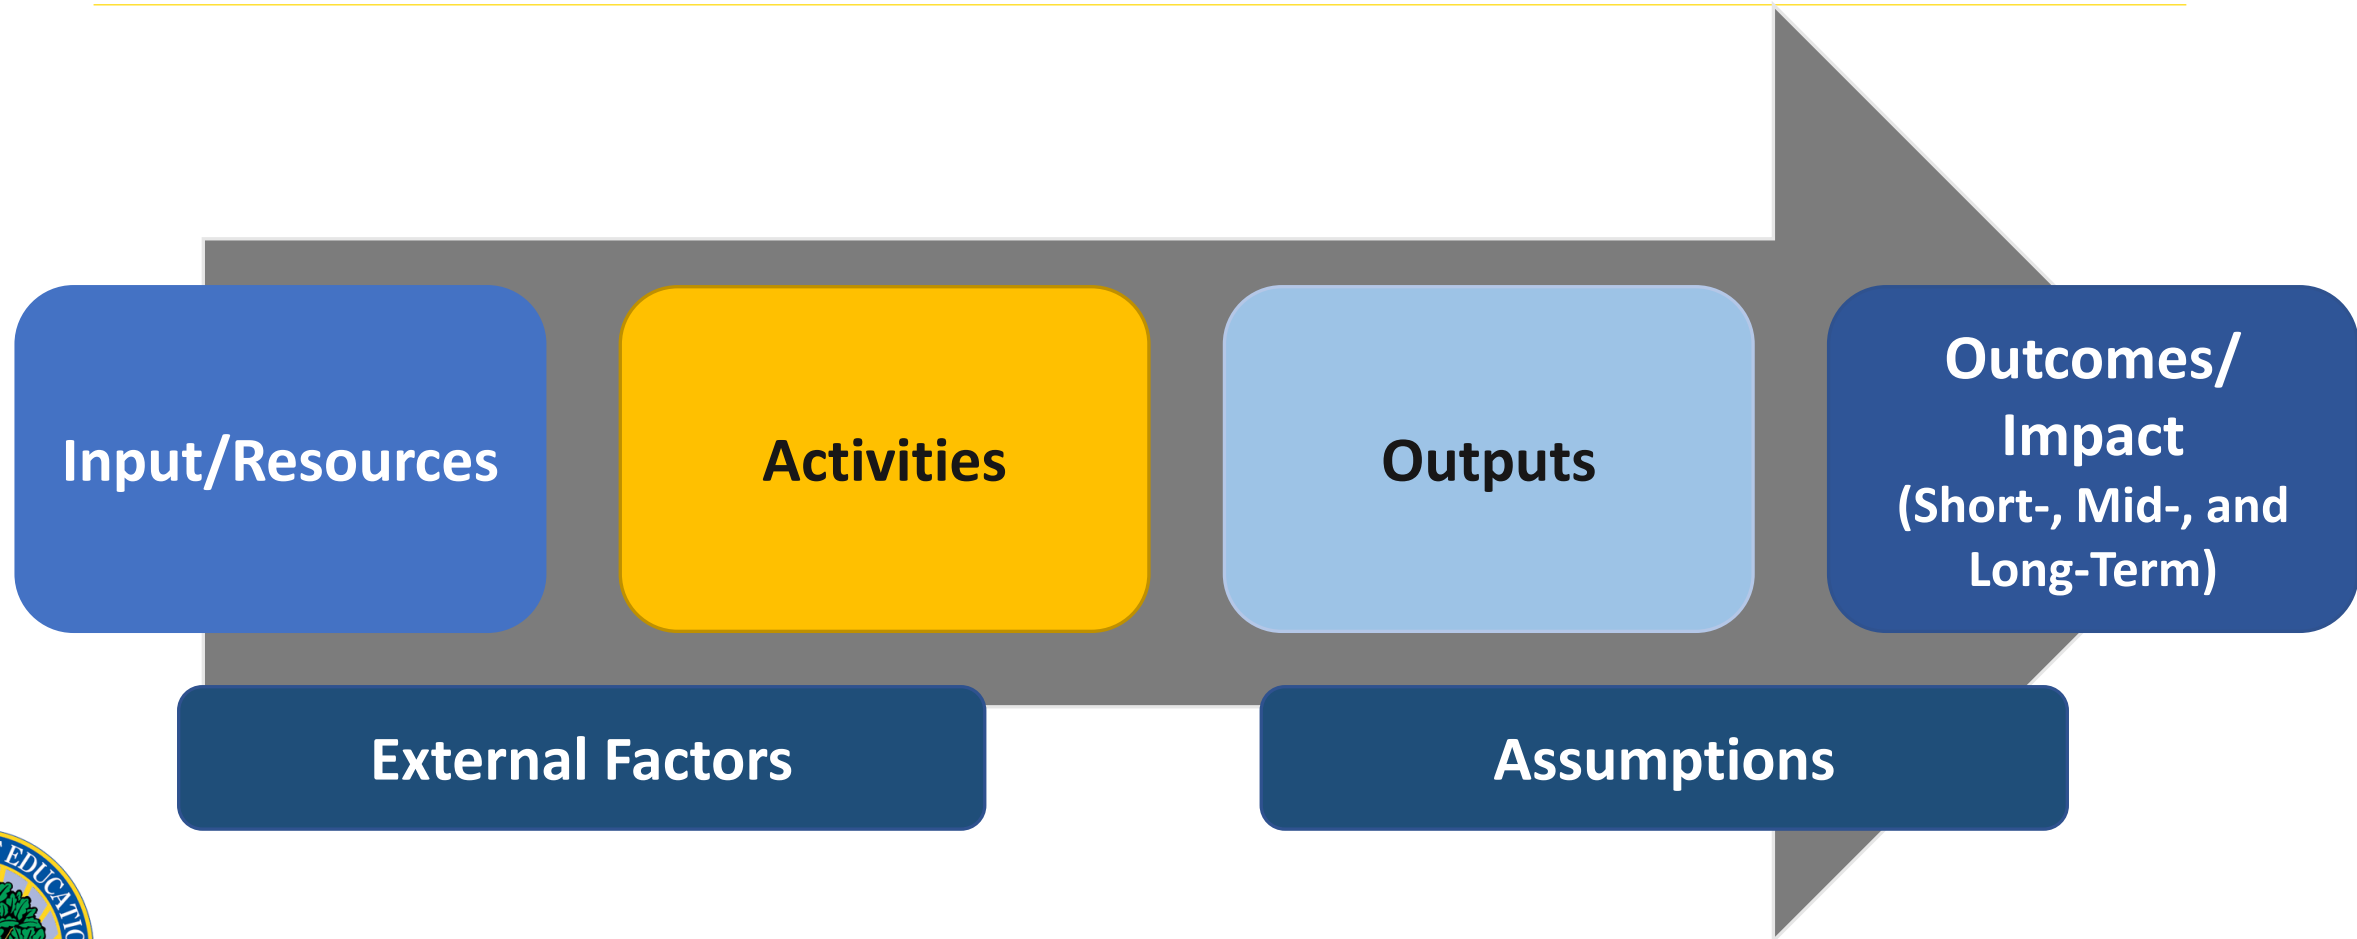 Input/Resources
Activities
Outputs
Outcomes/
Impact
(Short-, Mid-, and
Long-Term)
External Factors
Assumptions